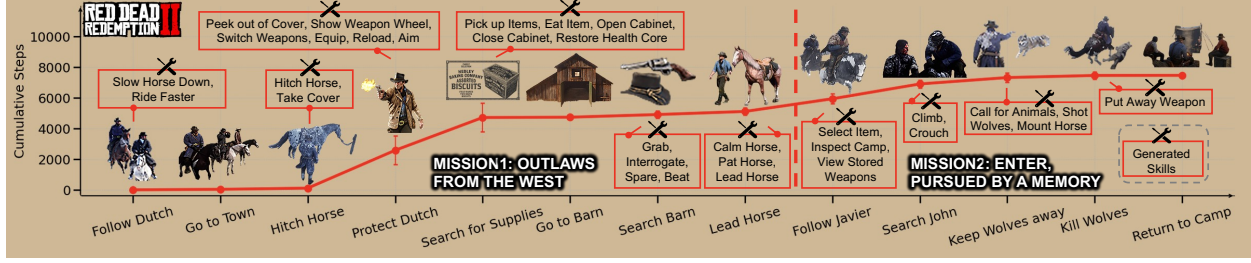 RED DEAD
REDEMPTION II
Peek out of Cover, Show Weapon Wheel,
Switch Weapons, Equip, Reload, Aim
Pick up Items, Eat Item, Open Cabinet,
Close Cabinet, Restore Health Core
Cumulative Steps
10000
8000
6000
4000
2000
0
Slow Horse Down,
Ride Faster
Hitch Horse,
Take Cover
ASSORTED
BISCUITS
Grab,
Interrogate,
Spare, Beat
Calm Horse,
Pat Horse,
Lead Horse
Select Item,
Inspect Camp,
View Stored
Weapons
Climb,
Crouch
Call for Animals, Shot
Wolves, Mount Horse
Put Away Weapon
Generated
Skills
MISSION1: OUTLAWS
FROM THE WEST
MISSION2: ENTER,
PURSUED BY A MEMORY
Follow Dutch
Go to Town
Hitch Horse
Protect Dutch
Search for Supplies
Go to Barn
Search Barn
Lead Horse
Follow Javier
Search John
Keep Wolves away
Kill Wolves
Return to Camp